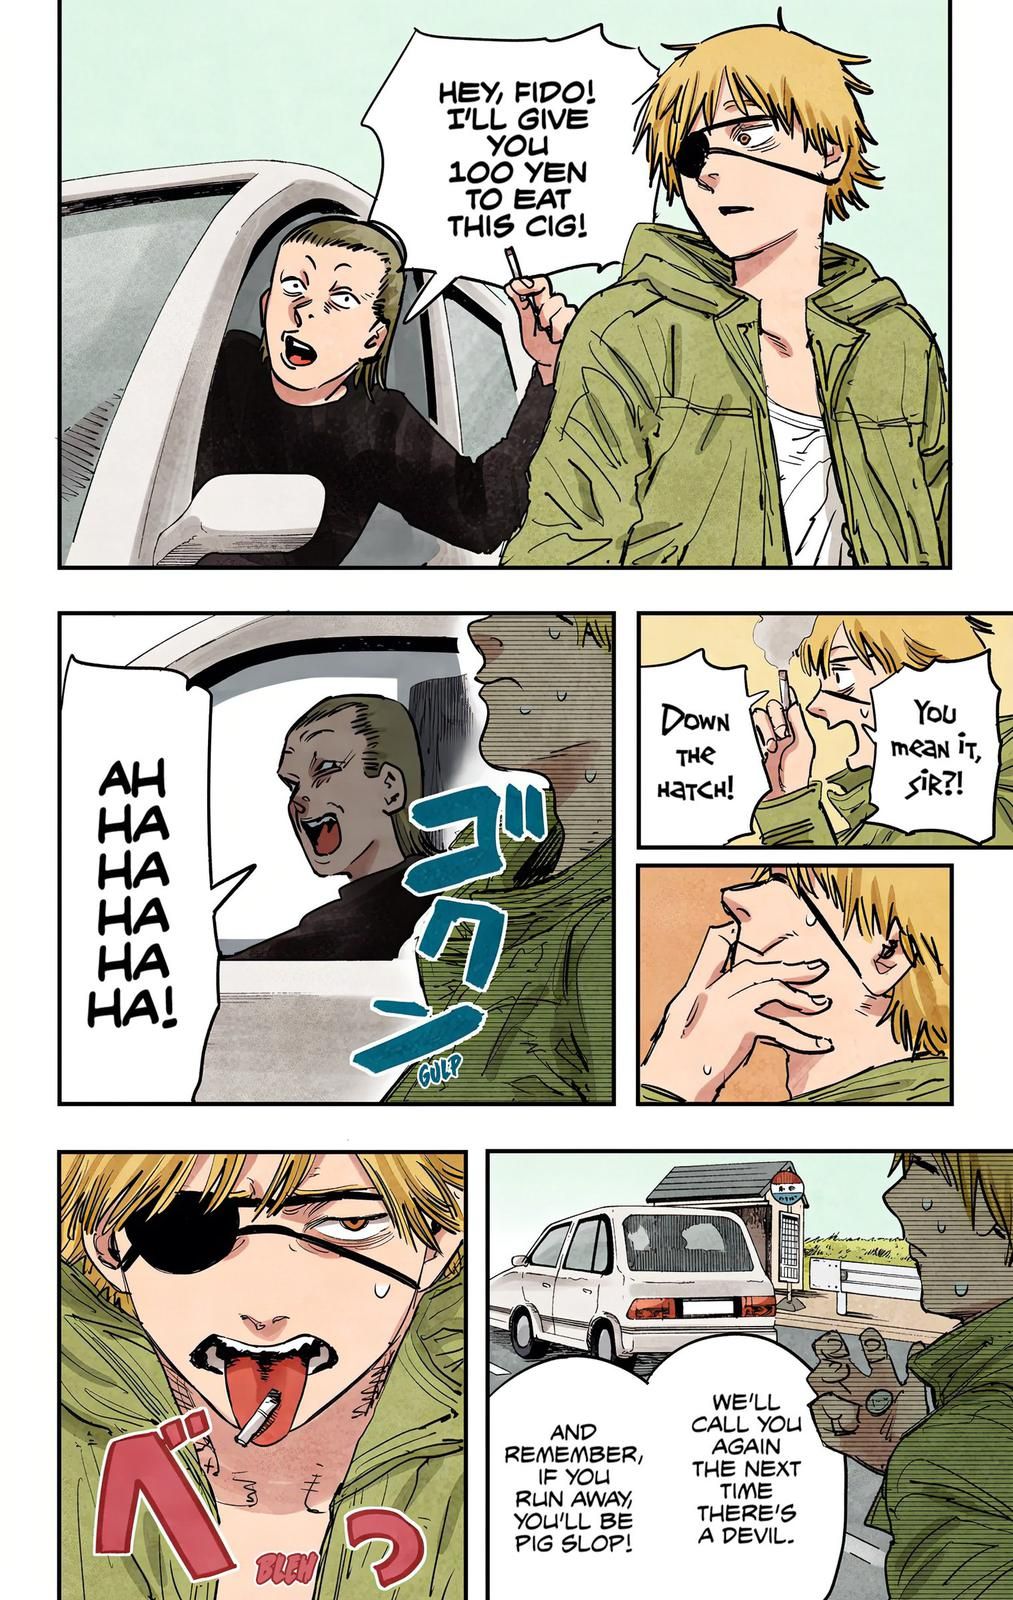 HEY, FIDO!
I'LL GIVE
YOU
100 YEN
TO EAT
THIS CIG!
YOU
MEAN IT,
SIR?!
DOWN
THE
HATCH!
AH
HA
HA
HA
HA
HA!
ゴクン
GULP
べっ
BLEH
WE'LL
CALL YOU
AGAIN
THE NEXT
TIME
THERE'S
A DEVIL.
AND
REMEMBER,
IF YOU
RUN AWAY,
YOU'LL BE
PIG SLOP!